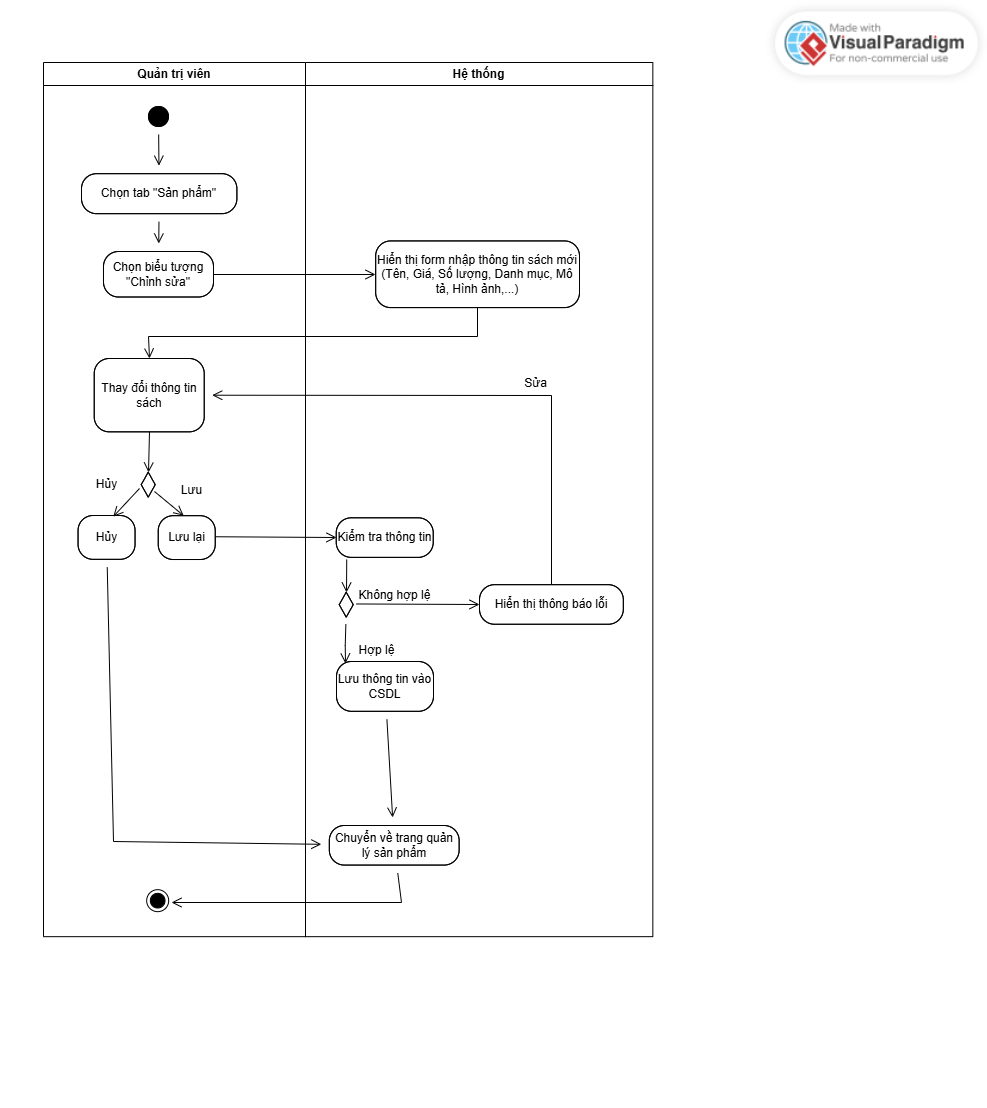 Made with
Visual Paradigm
For non-commercial use
Quản trị viên
Hệ thống
Chọn tab "Sản phẩm"
Chọn biểu tượng
"Chỉnh sửa"
Hiển thị form nhập thông tin sách mới
(Tên, Giá, Số lượng, Danh mục, Mô
tả, Hình ảnh,...)
Thay đổi thông tin
sách
Sửa
Hủy
Lưu
Hủy
Lưu lại
Kiểm tra thông tin
Không hợp lệ
Hiển thị thông báo lỗi
Hợp lệ
Lưu thông tin vào
CSDL
Chuyển về trang quản
lý sản phẩm